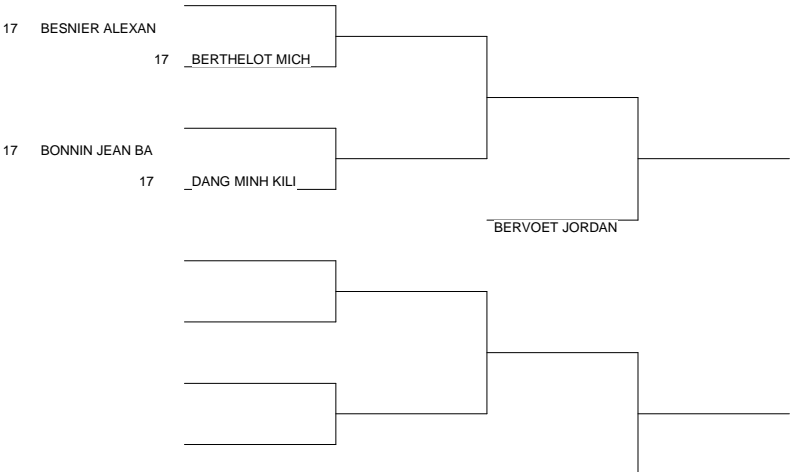 17 BESNIER ALEXAN
17 BERTHELOT MICH
17 BONNIN JEAN BA
17 DANG MINH KILI
BERVOET JORDAN